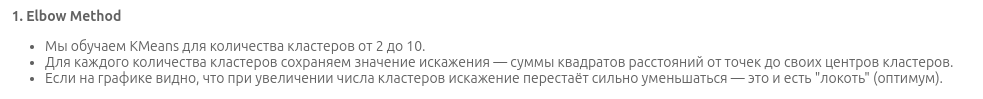 1. Elbow Method
• Мы обучаем KMeans для количества кластеров от 2 до 10.
• Для каждого количества кластеров сохраняем значение искажения — суммы квадратов расстояний от точек до своих центров кластеров.
• Если на графике видно, что при увеличении числа кластеров искажение перестаёт сильно уменьшаться — это и есть "локоть" (оптимум).